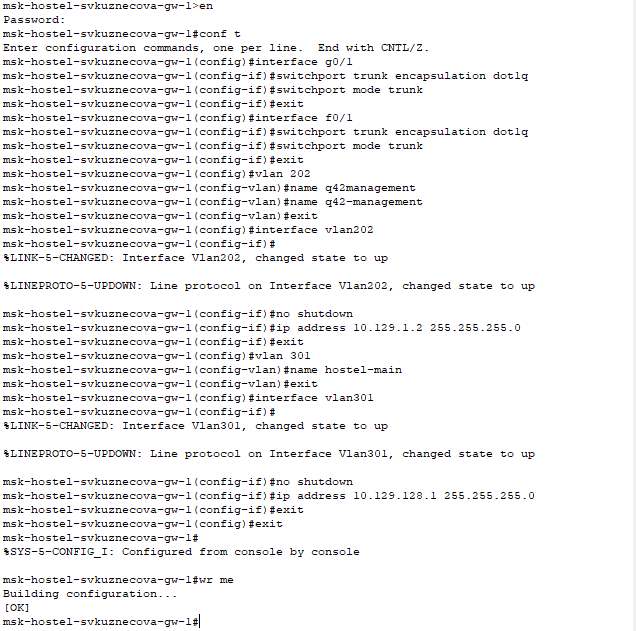 msk-hostel-svkuznecova-gw-1>en
Password:
msk-hostel-svkuznecova-gw-1#conf t
Enter configuration commands, one per line.  End with CNTL/Z.
msk-hostel-svkuznecova-gw-1(config)#interface g0/1
msk-hostel-svkuznecova-gw-1(config-if)#switchport trunk encapsulation dot1q
msk-hostel-svkuznecova-gw-1(config-if)#switchport mode trunk
msk-hostel-svkuznecova-gw-1(config-if)#exit
msk-hostel-svkuznecova-gw-1(config)#interface f0/1
msk-hostel-svkuznecova-gw-1(config-if)#switchport trunk encapsulation dot1q
msk-hostel-svkuznecova-gw-1(config-if)#switchport mode trunk
msk-hostel-svkuznecova-gw-1(config-if)#exit
msk-hostel-svkuznecova-gw-1(config)#vlan 202
msk-hostel-svkuznecova-gw-1(config-vlan)#name q42management
msk-hostel-svkuznecova-gw-1(config-vlan)#name q42-management
msk-hostel-svkuznecova-gw-1(config-vlan)#exit
msk-hostel-svkuznecova-gw-1(config)#interface vlan202
msk-hostel-svkuznecova-gw-1(config-if)#
%LINK-5-CHANGED: Interface Vlan202, changed state to up
%LINEPROTO-5-UPDOWN: Line protocol on Interface Vlan202, changed state to up
msk-hostel-svkuznecova-gw-1(config-if)#no shutdown
msk-hostel-svkuznecova-gw-1(config-if)#ip address 10.129.1.2 255.255.255.0
msk-hostel-svkuznecova-gw-1(config-if)#exit
msk-hostel-svkuznecova-gw-1(config)#vlan 301
msk-hostel-svkuznecova-gw-1(config-vlan)#name hostel-main
msk-hostel-svkuznecova-gw-1(config-vlan)#exit
msk-hostel-svkuznecova-gw-1(config)#interface vlan301
msk-hostel-svkuznecova-gw-1(config-if)#
%LINK-5-CHANGED: Interface Vlan301, changed state to up
%LINEPROTO-5-UPDOWN: Line protocol on Interface Vlan301, changed state to up
msk-hostel-svkuznecova-gw-1(config-if)#no shutdown
msk-hostel-svkuznecova-gw-1(config-if)#ip address 10.129.128.1 255.255.255.0
msk-hostel-svkuznecova-gw-1(config-if)#exit
msk-hostel-svkuznecova-gw-1(config)#exit
msk-hostel-svkuznecova-gw-1#
%SYS-5-CONFIG_I: Configured from console by console
msk-hostel-svkuznecova-gw-1#wr me
Building configuration...
[OK]
msk-hostel-svkuznecova-gw-1#